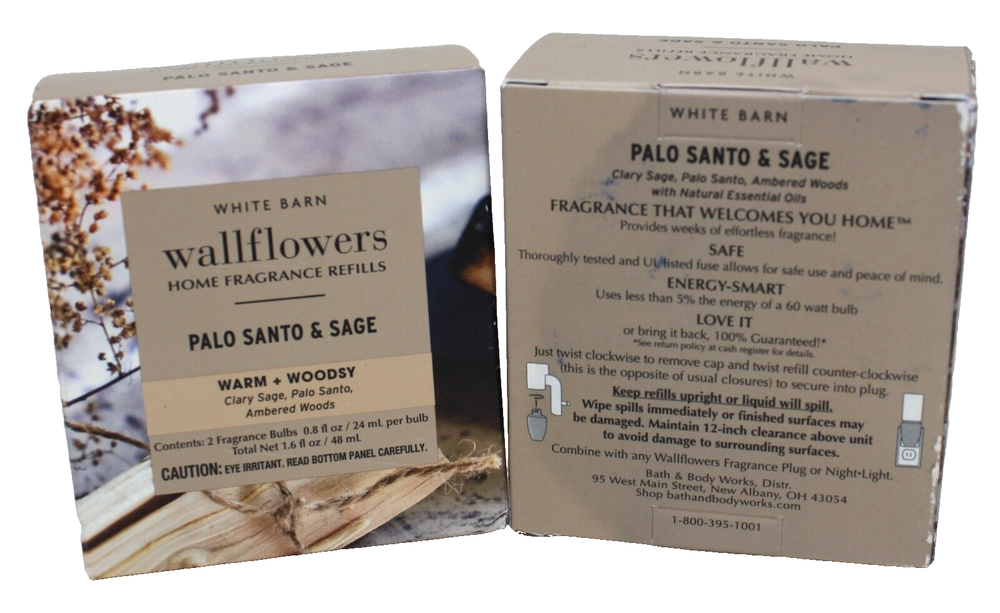 PALO SANTO & SAGE
WHITE BARN
wallflowers
HOME FRAGRANCE REFILLS
PALO SANTO & SAGE
WARM + WOODSY
Clary Sage, Palo Santo,
Ambered Woods
Contents: 2 Fragrance Bulbs 0.8 fl oz / 24 mL per bulb
Total Net 1.6 fl oz / 48 mL
CAUTION: EYE IRRITANT. READ BOTTOM PANEL CAREFULLY.
PALO SANTO & SAGE
HOME FRAGRANCE REFILLS
wallflowers
WHITE BARN
WHITE BARN
PALO SANTO & SAGE
Clary Sage, Palo Santo, Ambered Woods
with Natural Essential Oils
FRAGRANCE THAT WELCOMES YOU HOME™
Provides weeks of effortless fragrance!
SAFE
Thoroughly tested and UL listed fuse allows for safe use and peace of mind.
ENERGY-SMART
Uses less than 5% the energy of a 60 watt bulb
LOVE IT
or bring it back, 100% Guaranteed!*
*See return policy at cash register for details.
Just twist clockwise to remove cap and twist refill counter-clockwise
(this is the opposite of usual closures) to secure into plug.
Keep refills upright or liquid will spill.
Wipe spills immediately or finished surfaces may
be damaged. Maintain 12-inch clearance above unit
to avoid damage to surrounding surfaces.
Combine with any Wallflowers Fragrance Plug or Night•Light.
Bath & Body Works, Distr.
95 West Main Street, New Albany, OH 43054
Shop bathandbodyworks.com
1-800-395-1001